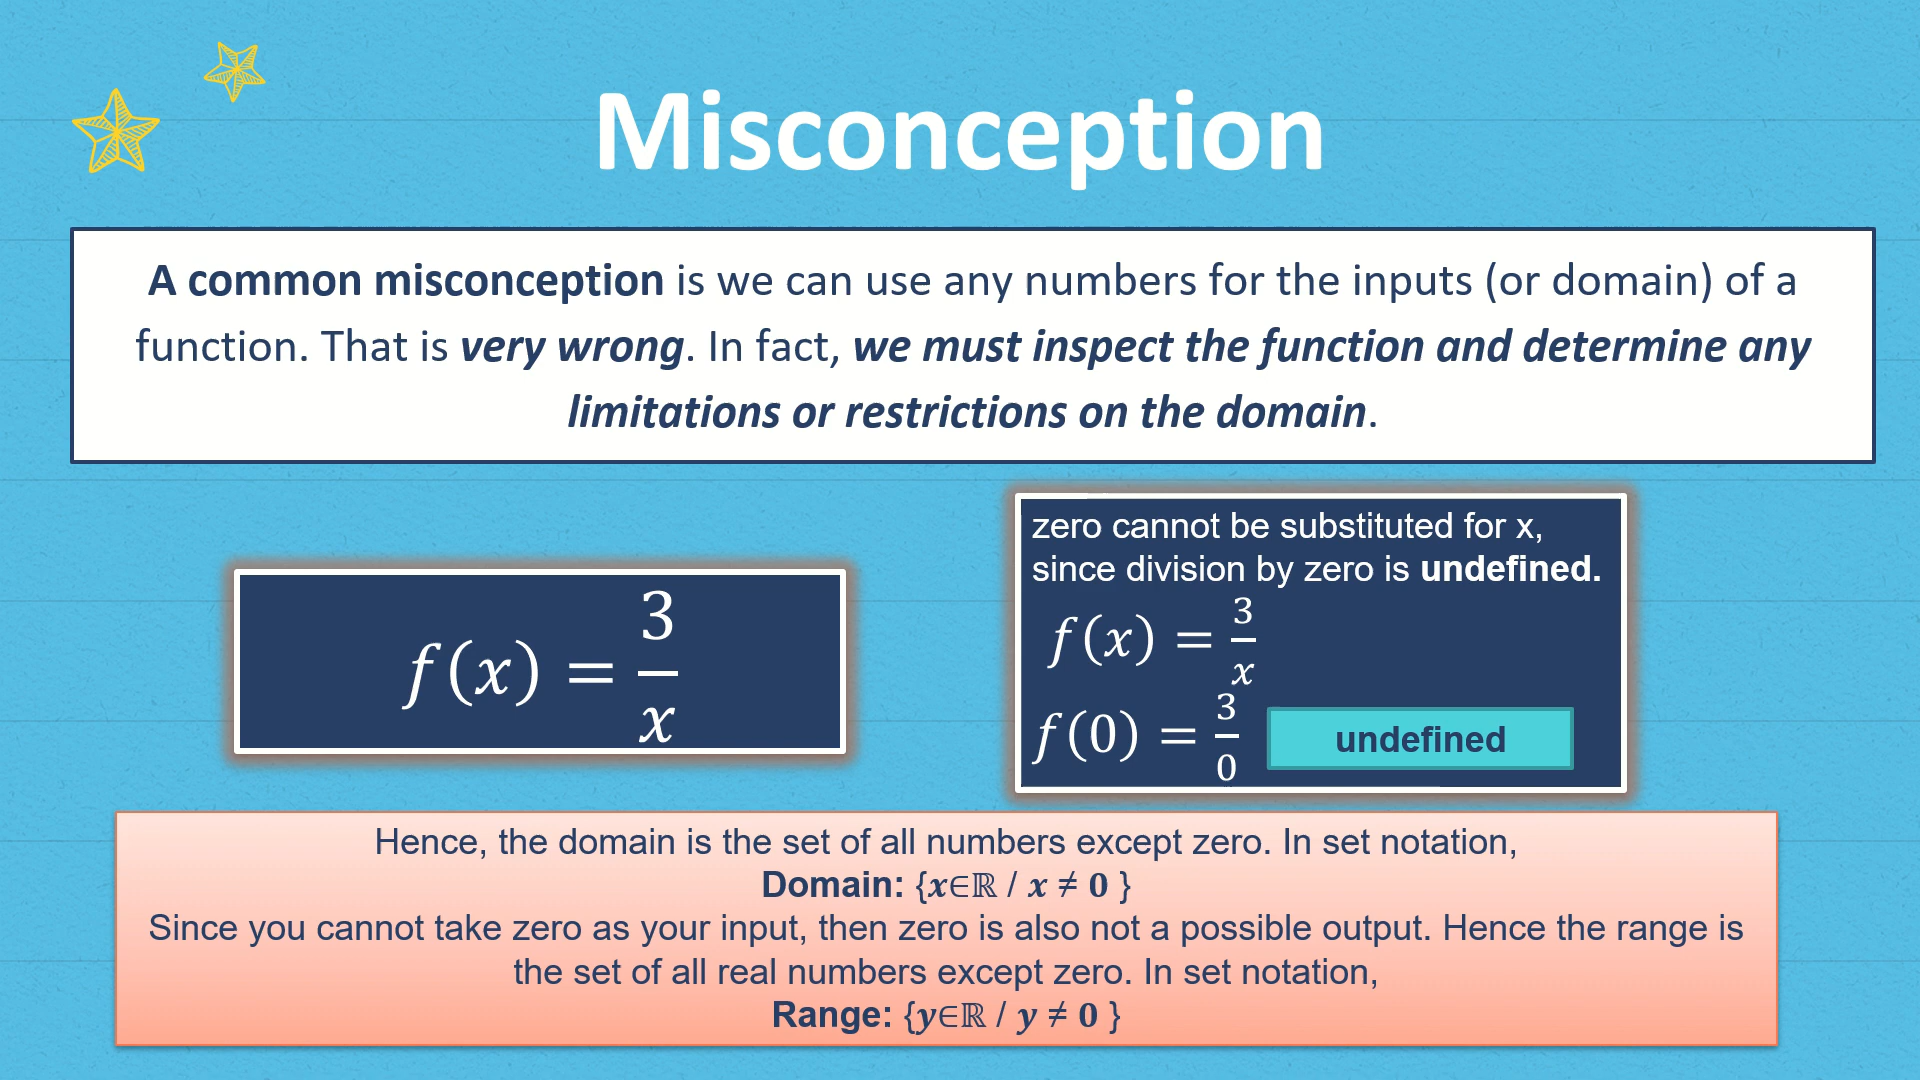 Misconception
A common misconception is we can use any numbers for the inputs (or domain) of a
function. That is very wrong. In fact, we must inspect the function and determine any
limitations or restrictions on the domain.
f(x) = 3/x
zero cannot be substituted for x,
since division by zero is undefined.
f(x) = 3/x
f(0) = 3/0 undefined
Hence, the domain is the set of all numbers except zero. In set notation,
Domain: {x∈ℝ / x ≠ 0 }
Since you cannot take zero as your input, then zero is also not a possible output. Hence the range is
the set of all real numbers except zero. In set notation,
Range: {y∈ℝ / y ≠ 0 }